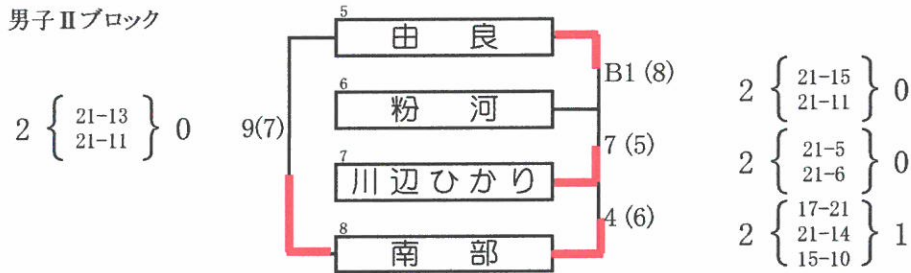 男子Ⅱブロック
5
由 良
B1 (8)
6
粉 河
2 { 21-13 21-11 } 0
9(7)
2 { 21-15 21-11 } 0
7
川辺ひかり
7 (5)
2 { 21-5 21-6 } 0
8
南 部
4 (6)
2 { 17-21 21-14 15-10 } 1